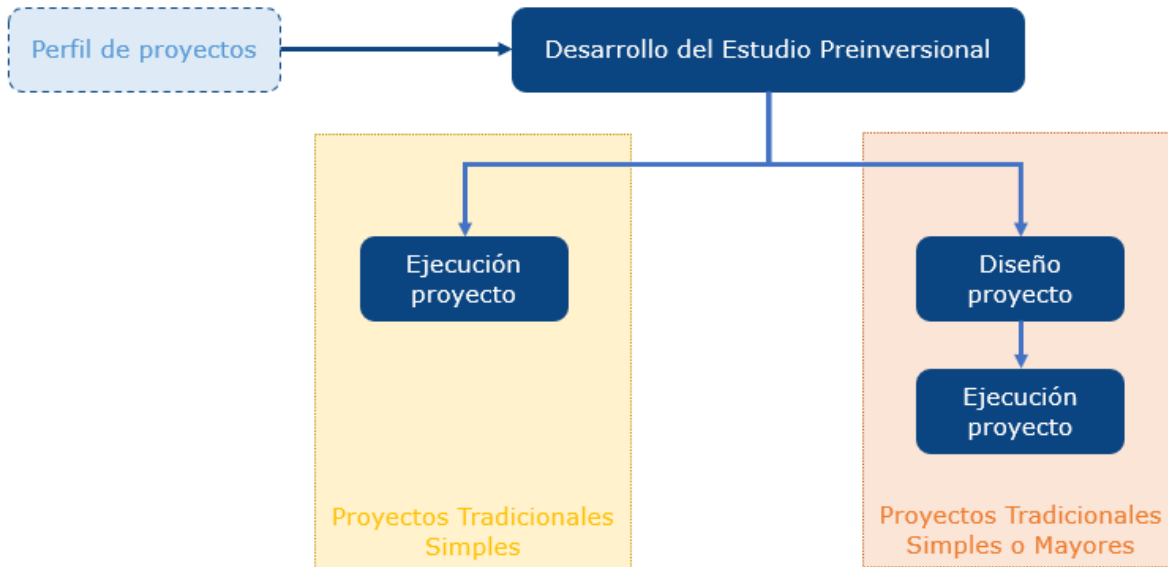 Perfil de proyectos
Desarrollo del Estudio Preinversional
Ejecución
proyecto
Diseño
proyecto
Ejecución
proyecto
Proyectos Tradicionales
Simples
Proyectos Tradicionales
Simples o Mayores